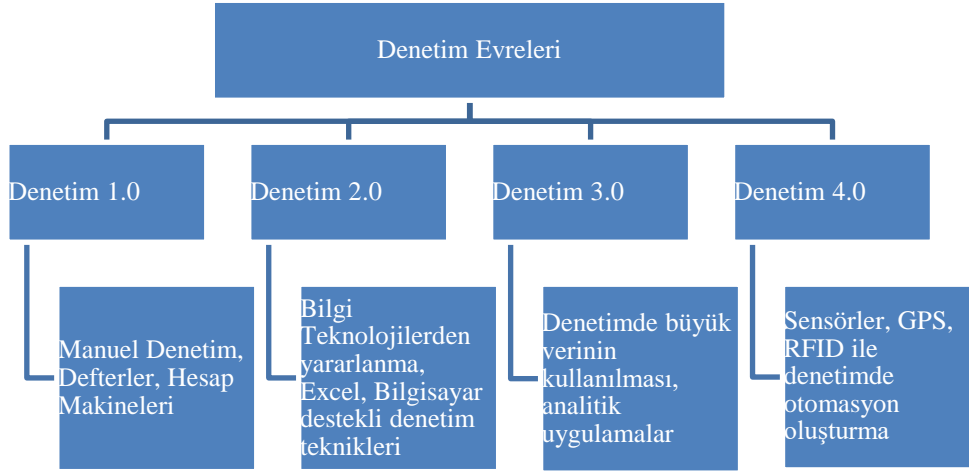 Denetim Evreleri
Denetim 1.0
Denetim 2.0
Denetim 3.0
Denetim 4.0
Manuel Denetim,
Defterler, Hesap
Makineleri
Bilgi
Teknolojilerden
yararlanma,
Excel, Bilgisayar
destekli denetim
teknikleri
Denetimde büyük
verinin
kullanılması,
analitik
uygulamalar
Sensörler, GPS,
RFID ile
denetimde
otomasyon
oluşturma